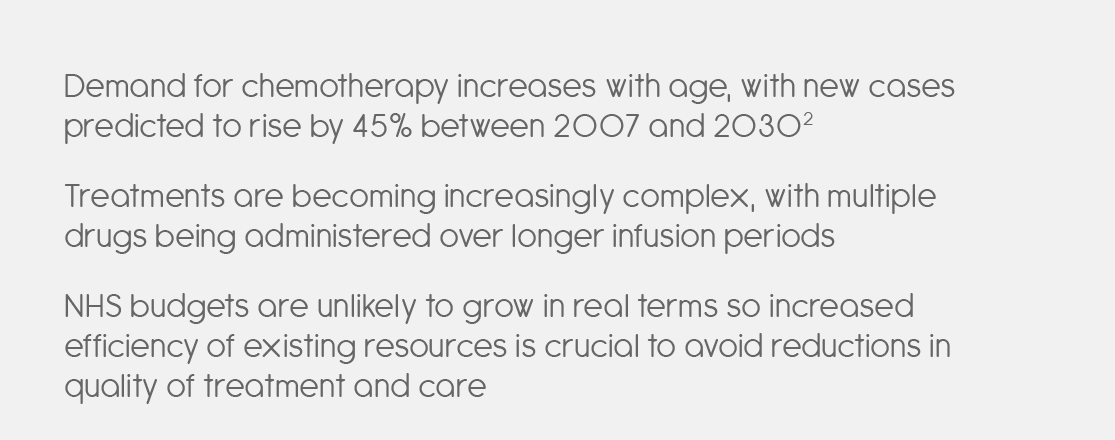 Demand for chemotherapy increases with age, with new cases
predicted to rise by 45% between 2007 and 2030²
Treatments are becoming increasingly complex, with multiple
drugs being administered over longer infusion periods
NHS budgets are unlikely to grow in real terms so increased
efficiency of existing resources is crucial to avoid reductions in
quality of treatment and care